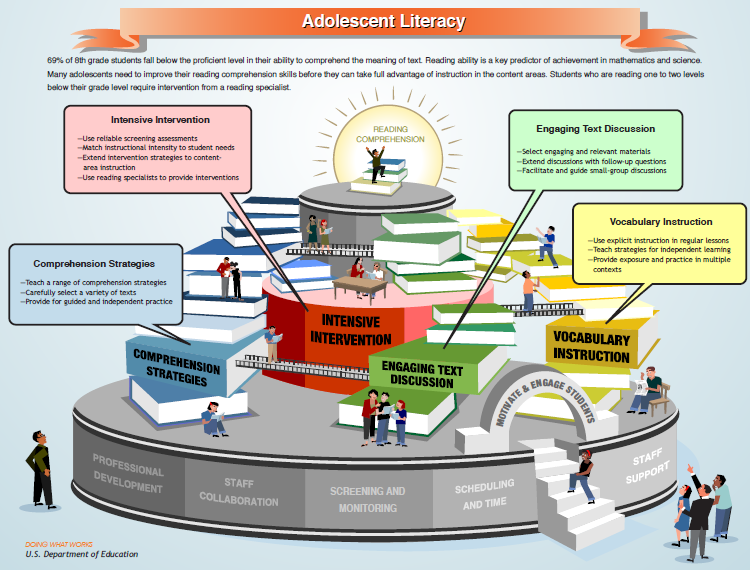 Adolescent Literacy
69% of 8th grade students fall below the proficient level in their ability to comprehend the meaning of text. Reading ability is a key predictor of achievement in mathematics and science.
Many adolescents need to improve their reading comprehension skills before they can take full advantage of instruction in the content areas. Students who are reading one to two levels
below their grade level require intervention from a reading specialist.
Intensive Intervention
—Use reliable screening assessments
—Match instructional intensity to student needs
—Extend intervention strategies to content-
area instruction
—Use reading specialists to provide interventions
READING
COMPREHENSION
Engaging Text Discussion
—Select engaging and relevant materials
—Extend discussions with follow-up questions
—Facilitate and guide small-group discussions
Vocabulary Instruction
—Use explicit instruction in regular lessons
—Teach strategies for independent learning
—Provide exposure and practice in multiple
contexts
Comprehension Strategies
—Teach a range of comprehension strategies
—Carefully select a variety of texts
—Provide for guided and independent practice
INTENSIVE
INTERVENTION
COMPREHENSION
STRATEGIES
ENGAGING TEXT
DISCUSSION
VOCABULARY
INSTRUCTION
MOTIVATE & ENGAGE STUDENTS
PROFESSIONAL
DEVELOPMENT
STAFF
COLLABORATION
SCREENING AND
MONITORING
SCHEDULING
AND TIME
STAFF
SUPPORT
DOING WHAT WORKS
U.S. Department of Education